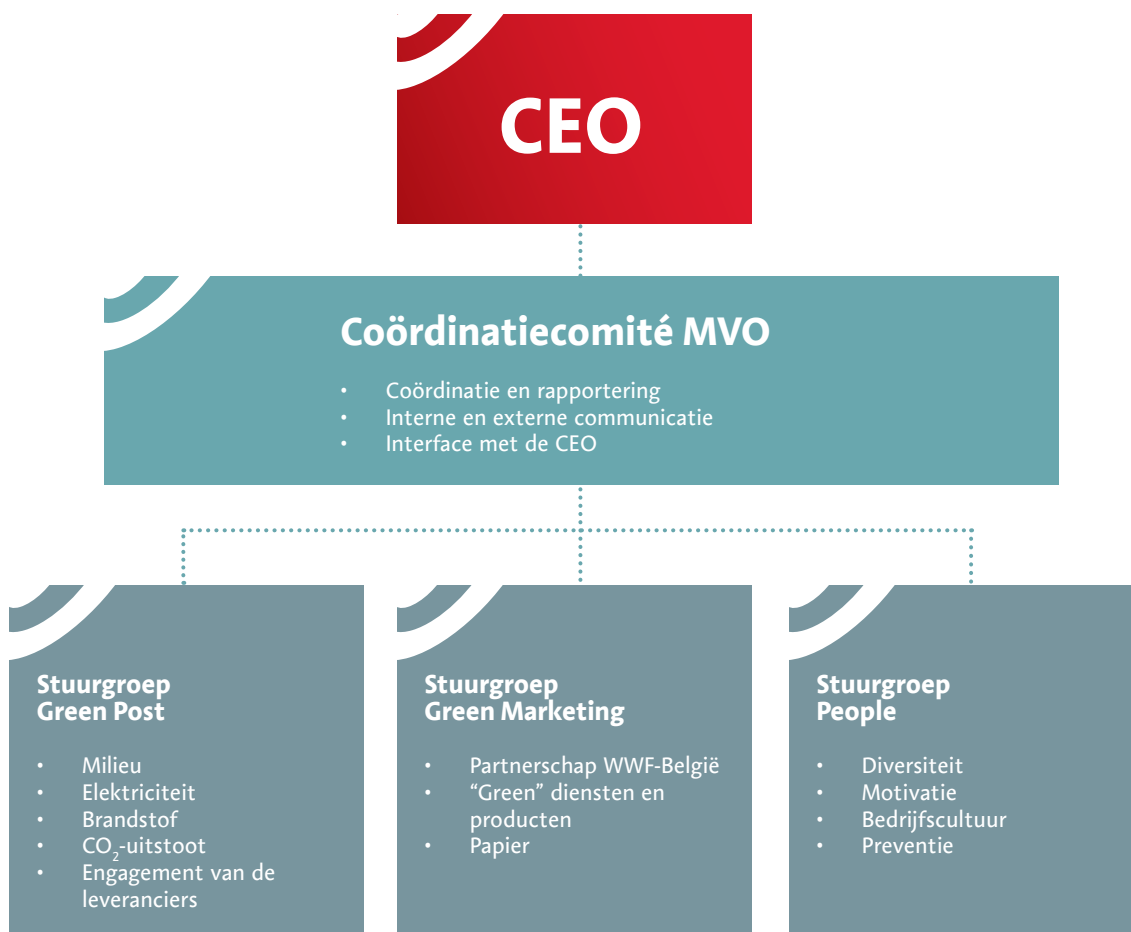 CEO
Coördinatiecomité MVO
• Coördinatie en rapportering
• Interne en externe communicatie
• Interface met de CEO
Stuurgroep
Green Post
• Milieu
• Elektriciteit
• Brandstof
• CO₂-uitstoot
• Engagement van de
leveranciers
Stuurgroep
Green Marketing
• Partnerschap WWF-België
• “Green” diensten en
producten
• Papier
Stuurgroep
People
• Diversiteit
• Motivatie
• Bedrijfscultuur
• Preventie